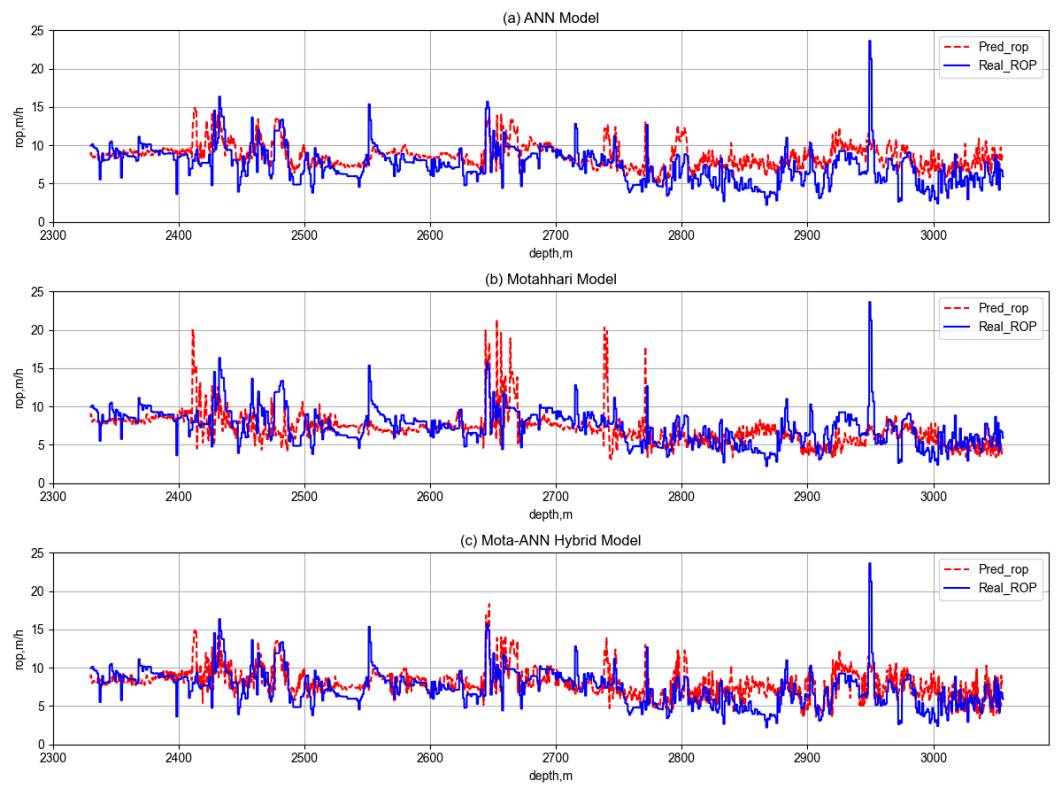 (a) ANN Model
25
20
15
10
5
0
rop,m/h
Pred_rop
Real_ROP
2300 2400 2500 2600 2700 2800 2900 3000
depth,m
(b) Motahhari Model
25
20
15
10
5
0
rop,m/h
Pred_rop
Real_ROP
2300 2400 2500 2600 2700 2800 2900 3000
depth,m
(c) Mota-ANN Hybrid Model
25
20
15
10
5
0
rop,m/h
Pred_rop
Real_ROP
2300 2400 2500 2600 2700 2800 2900 3000
depth,m